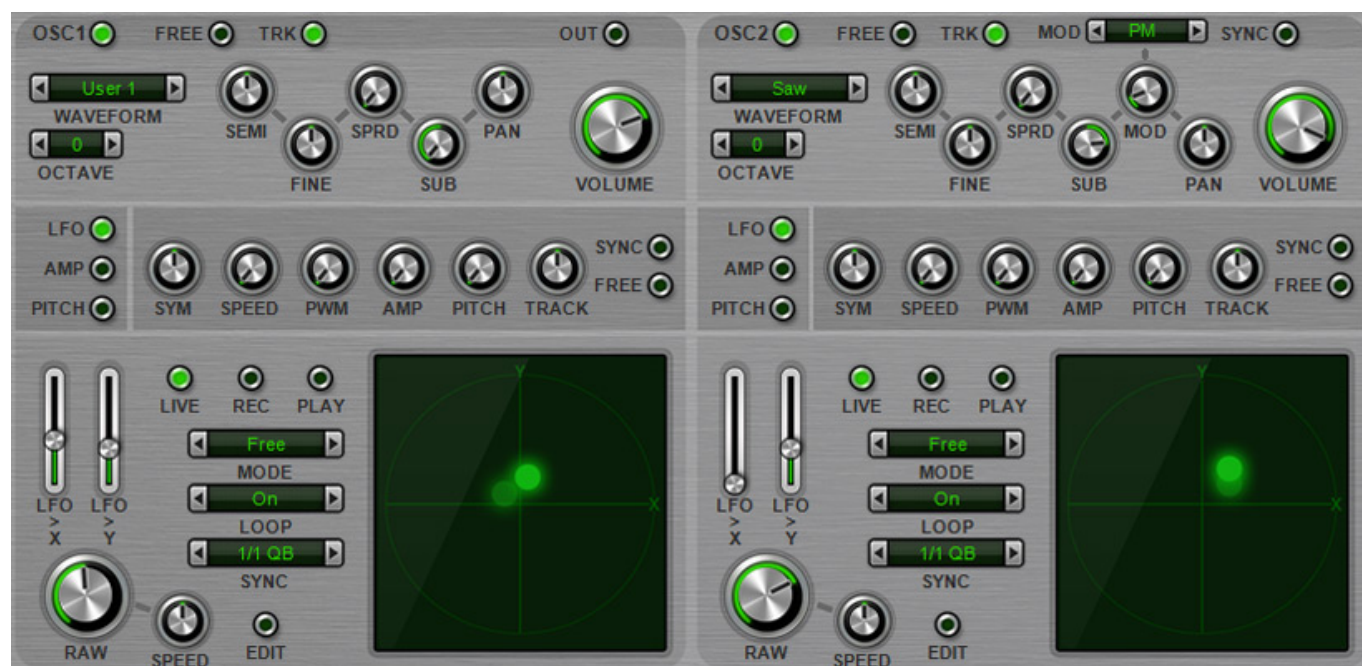 OSC1 FREE TRK OUT
User 1
WAVEFORM
0
OCTAVE
SEMI SPRD PAN
FINE SUB VOLUME
OSC2 FREE TRK MOD PM SYNC
Saw
WAVEFORM
0
OCTAVE
SEMI SPRD MOD
FINE SUB PAN VOLUME
LFO
AMP
PITCH
SYM SPEED PWM AMP PITCH TRACK
SYNC
FREE
LFO
AMP
PITCH
SYM SPEED PWM AMP PITCH TRACK
SYNC
FREE
LIVE REC PLAY
Free
MODE
On
LOOP
1/1 QB
SYNC
LFO LFO
> >
X Y
RAW SPEED EDIT
Y
X
LIVE REC PLAY
Free
MODE
On
LOOP
1/1 QB
SYNC
LFO LFO
> >
X Y
RAW SPEED EDIT
Y
X